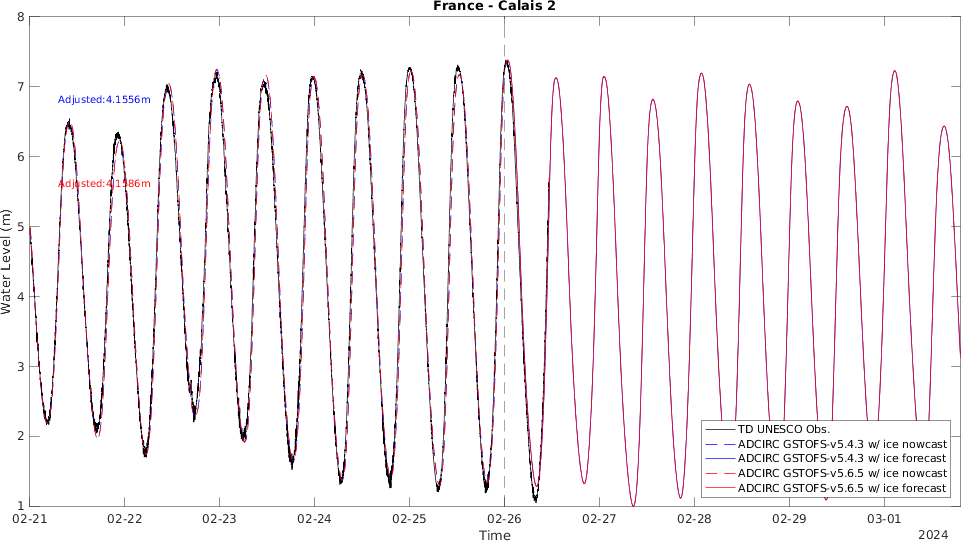 France - Calais 2
8
7
6
5
4
3
2
1
Water Level (m)
Adjusted:4.1556m
Adjusted:4.1586m
TD UNESCO Obs.
ADCIRC GSTOFS-v5.4.3 w/ ice nowcast
ADCIRC GSTOFS-v5.4.3 w/ ice forecast
ADCIRC GSTOFS-v5.6.5 w/ ice nowcast
ADCIRC GSTOFS-v5.6.5 w/ ice forecast
02-21 02-22 02-23 02-24 02-25 02-26 02-27 02-28 02-29 03-01
Time
2024